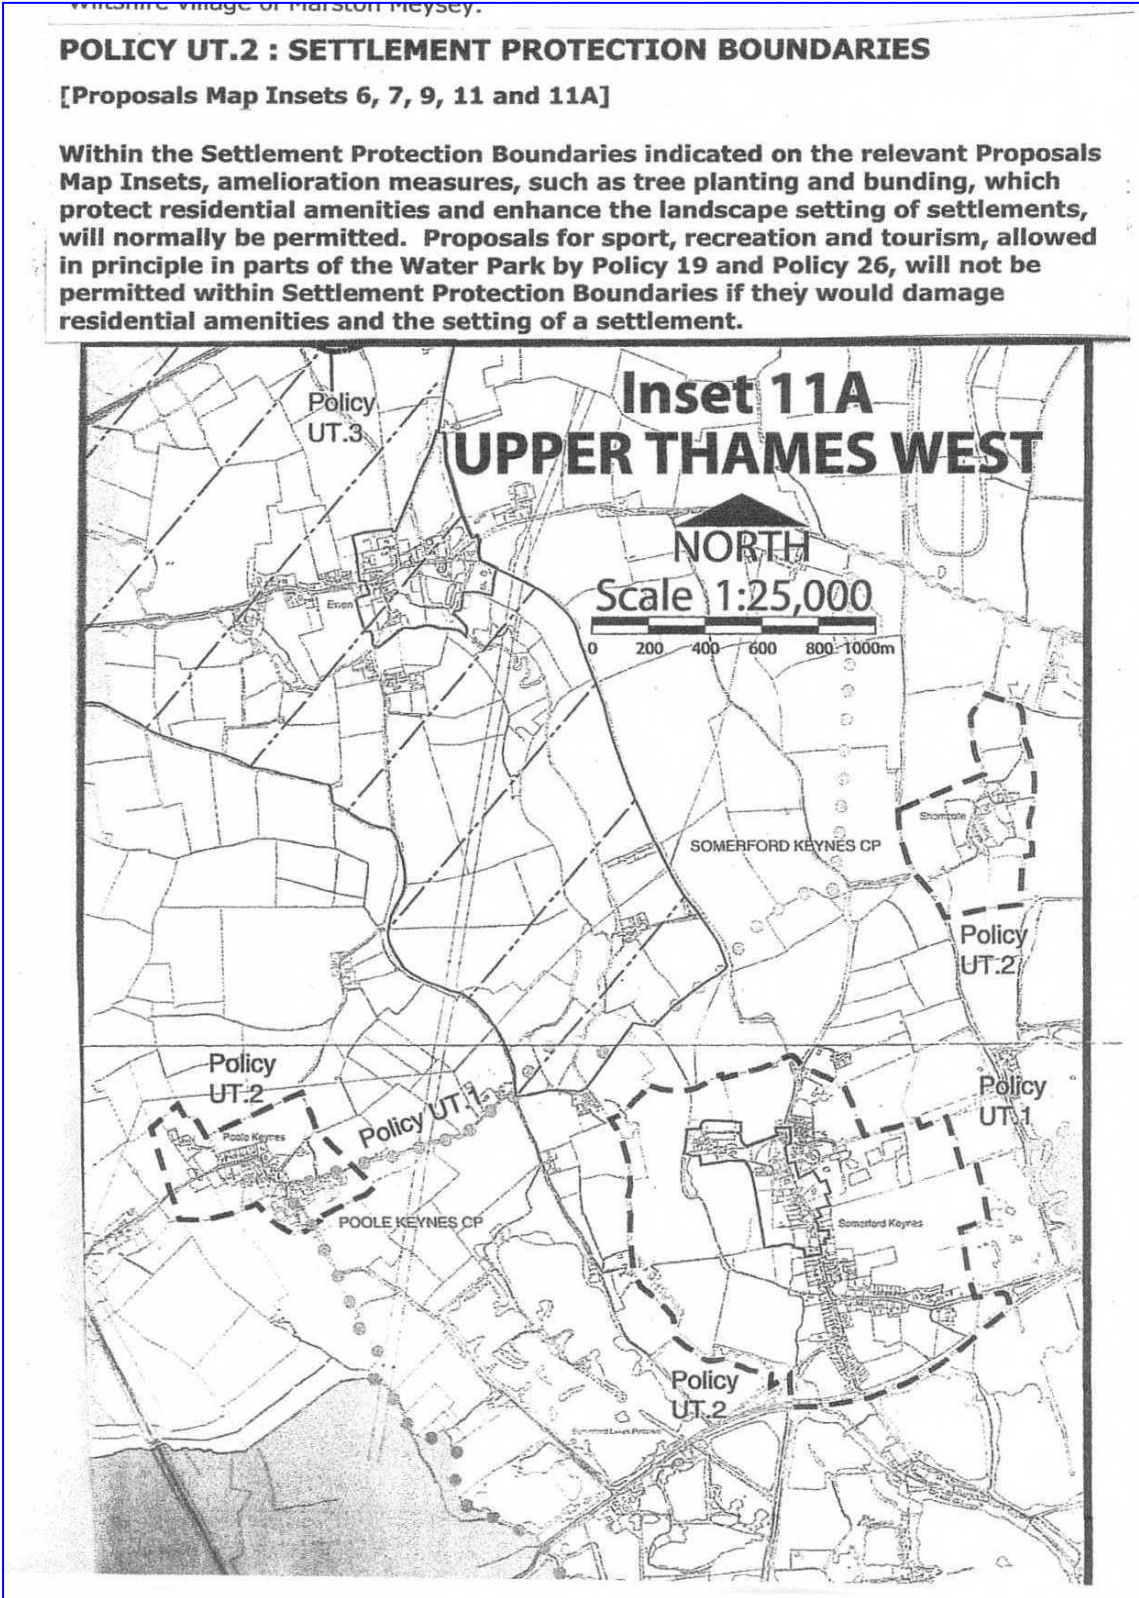 Wiltshire Village of Marston Meysey.
POLICY UT.2 : SETTLEMENT PROTECTION BOUNDARIES
[Proposals Map Insets 6, 7, 9, 11 and 11A]
Within the Settlement Protection Boundaries indicated on the relevant Proposals
Map Insets, amelioration measures, such as tree planting and bunding, which
protect residential amenities and enhance the landscape setting of settlements,
will normally be permitted.  Proposals for sport, recreation and tourism, allowed
in principle in parts of the Water Park by Policy 19 and Policy 26, will not be
permitted within Settlement Protection Boundaries if they would damage
residential amenities and the setting of a settlement.
Inset 11A
UPPER THAMES WEST
NORTH
Scale 1:25,000
0 200 400 600 800 1000m
Policy
UT.3
Ewen
SOMERFORD KEYNES CP
Shorncote
Policy
UT.2
Policy
UT.2
Poole Keynes
Policy UT.1
Policy
UT.1
POOLE KEYNES CP
Somerford Keynes
Policy
UT.2